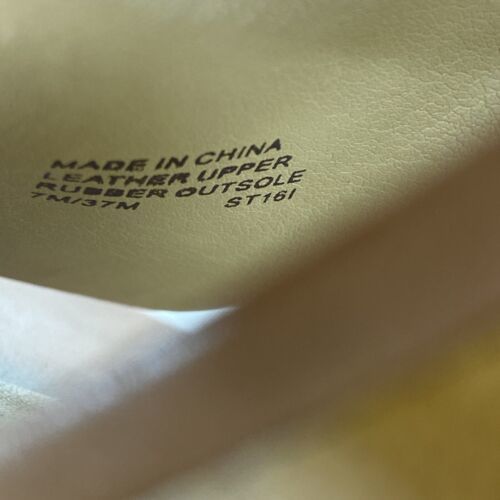 MADE IN CHINA
LEATHER UPPER
RUBBER OUTSOLE
7M/37M ST16I